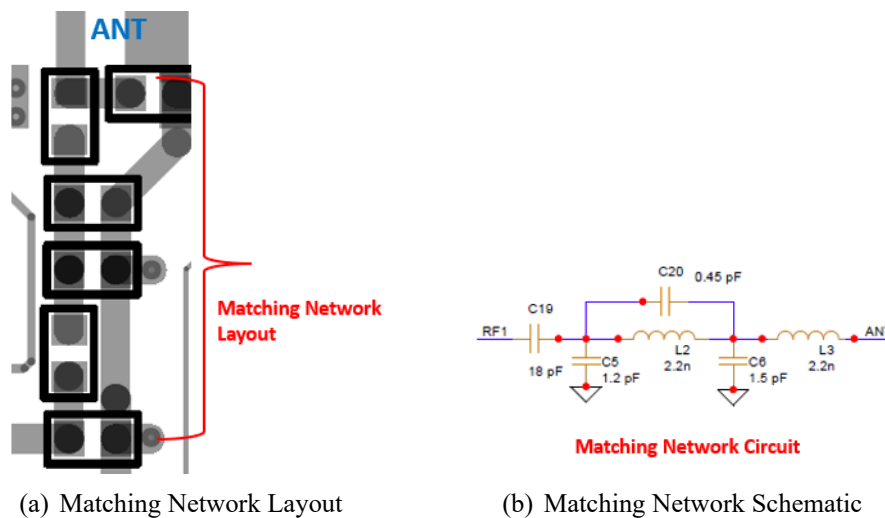 ANT
Matching Network
Layout
C20
0.45 pF
C19
RF1
AN
18 pF
C5
1.2 pF
L2
2.2n
C6
1.5 pF
L3
2.2n
Matching Network Circuit
(a) Matching Network Layout
(b) Matching Network Schematic